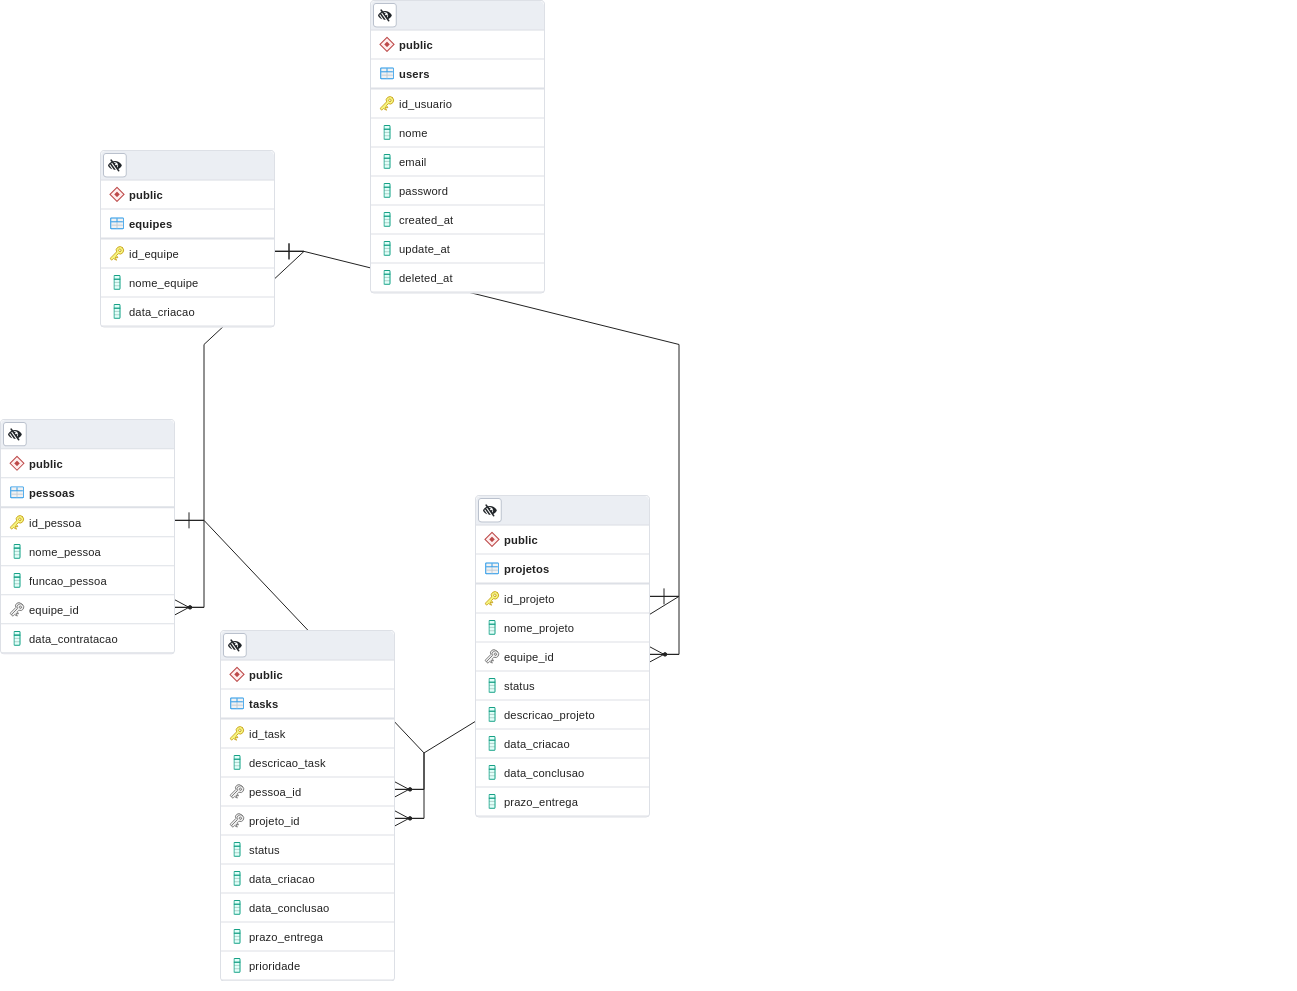 public
users
id_usuario
nome
email
password
created_at
update_at
deleted_at
public
equipes
id_equipe
nome_equipe
data_criacao
public
pessoas
id_pessoa
nome_pessoa
funcao_pessoa
equipe_id
data_contratacao
public
projetos
id_projeto
nome_projeto
equipe_id
status
descricao_projeto
data_criacao
data_conclusao
prazo_entrega
public
tasks
id_task
descricao_task
pessoa_id
projeto_id
status
data_criacao
data_conclusao
prazo_entrega
prioridade